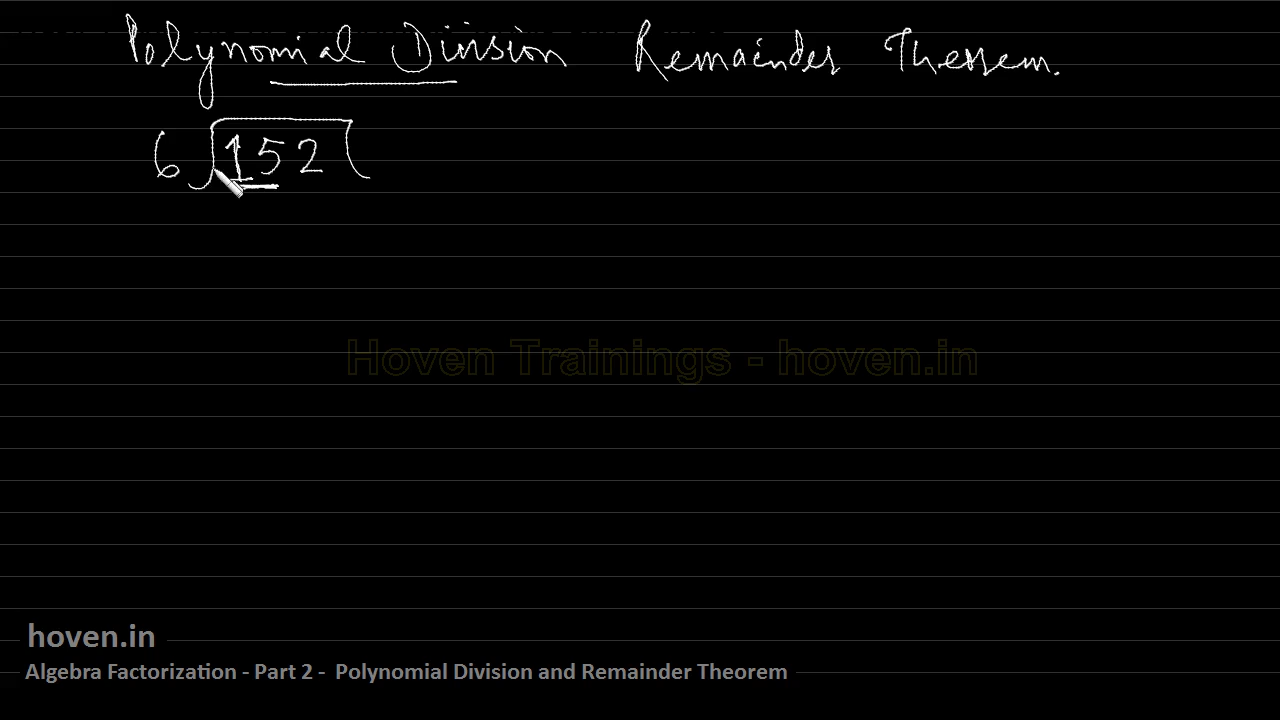 Polynomial Division Remainder Theorem.
6 152
Hoven Trainings - hoven.in
hoven.in
Algebra Factorization - Part 2 - Polynomial Division and Remainder Theorem